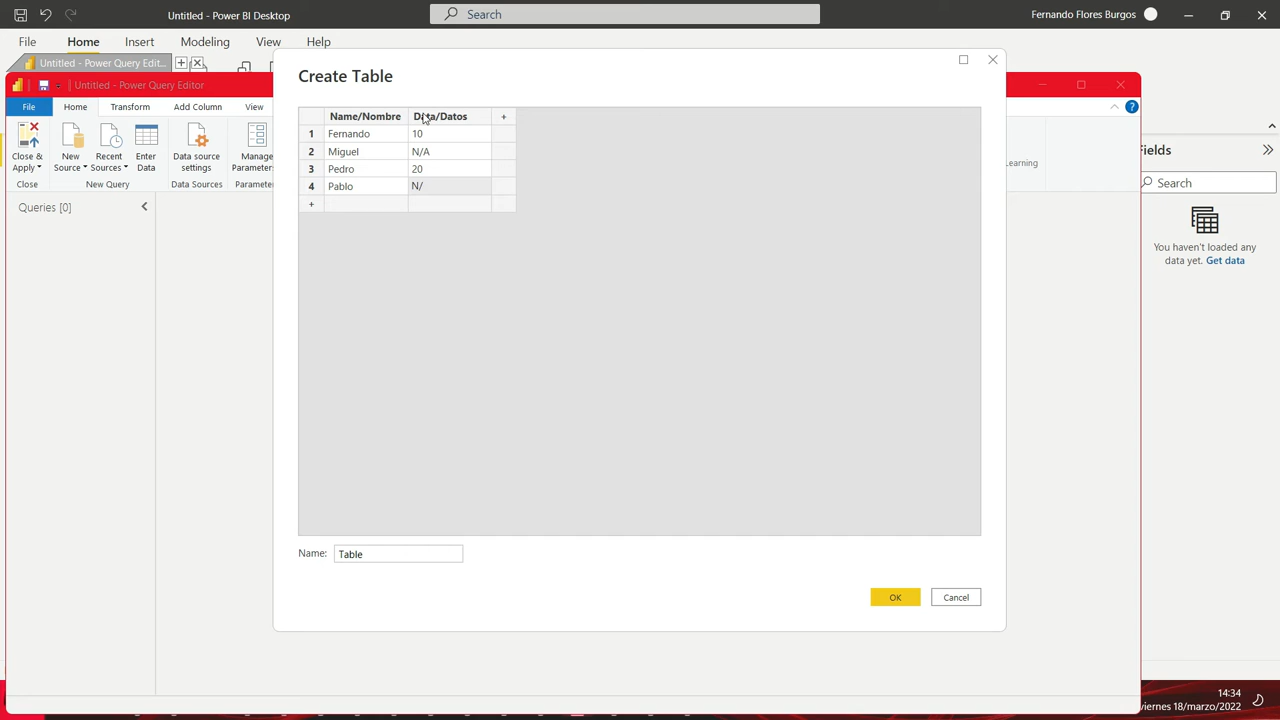 Untitled - Power BI Desktop
Search
Fernando Flores Burgos
File Home Insert Modeling View Help
Untitled - Power Query Edit...
Create Table
Untitled - Power Query Editor
File Home Transform Add Column View
Name/Nombre Data/Datos +
1 Fernando 10
2 Miguel N/A
3 Pedro 20
4 Pablo N/
+
Close & Apply
New Source
Recent Sources
Enter Data
Data source settings
Manage Parameters
Close
New Query
Data Sources
Parameter
Learning
Queries [0]
Fields
Search
You haven't loaded any
data yet. Get data
Name: Table
OK Cancel
14:34
viernes 18/marzo/2022